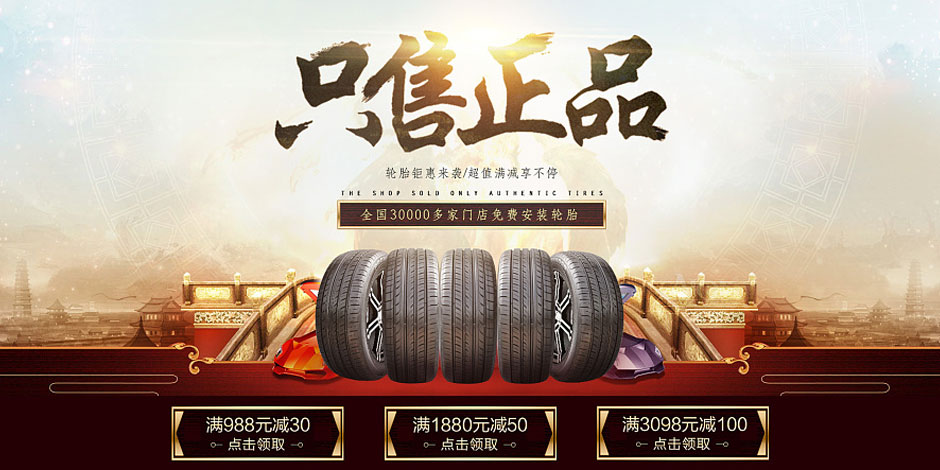 只售正品
轮胎钜惠来袭/超值满减享不停
THE SHOP SOLD ONLY AUTHENTIC TIRES
全国30000多家门店免费安装轮胎
满988元减30
点击领取
满1880元减50
点击领取
满3098元减100
点击领取